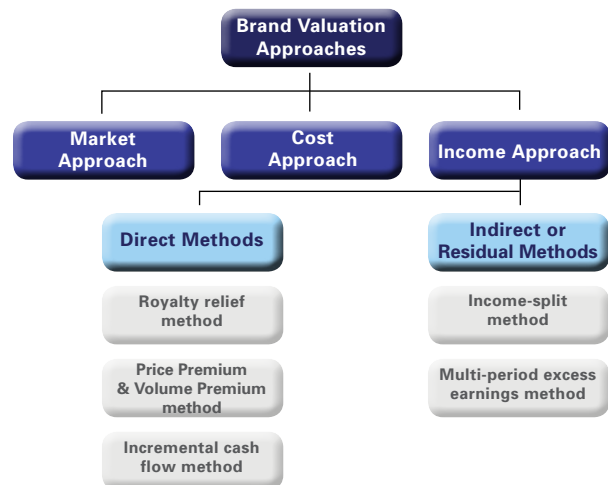 Brand Valuation
Approaches
Market
Approach
Cost
Approach
Income Approach
Direct Methods
Indirect or
Residual Methods
Royalty relief
method
Income-split
method
Price Premium
& Volume Premium
method
Multi-period excess
earnings method
Incremental cash
flow method